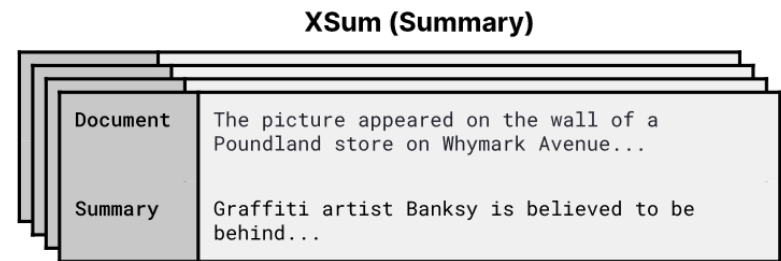 XSum (Summary)
Document
The picture appeared on the wall of a
Poundland store on Whymark Avenue...
Summary
Graffiti artist Banksy is believed to be
behind...